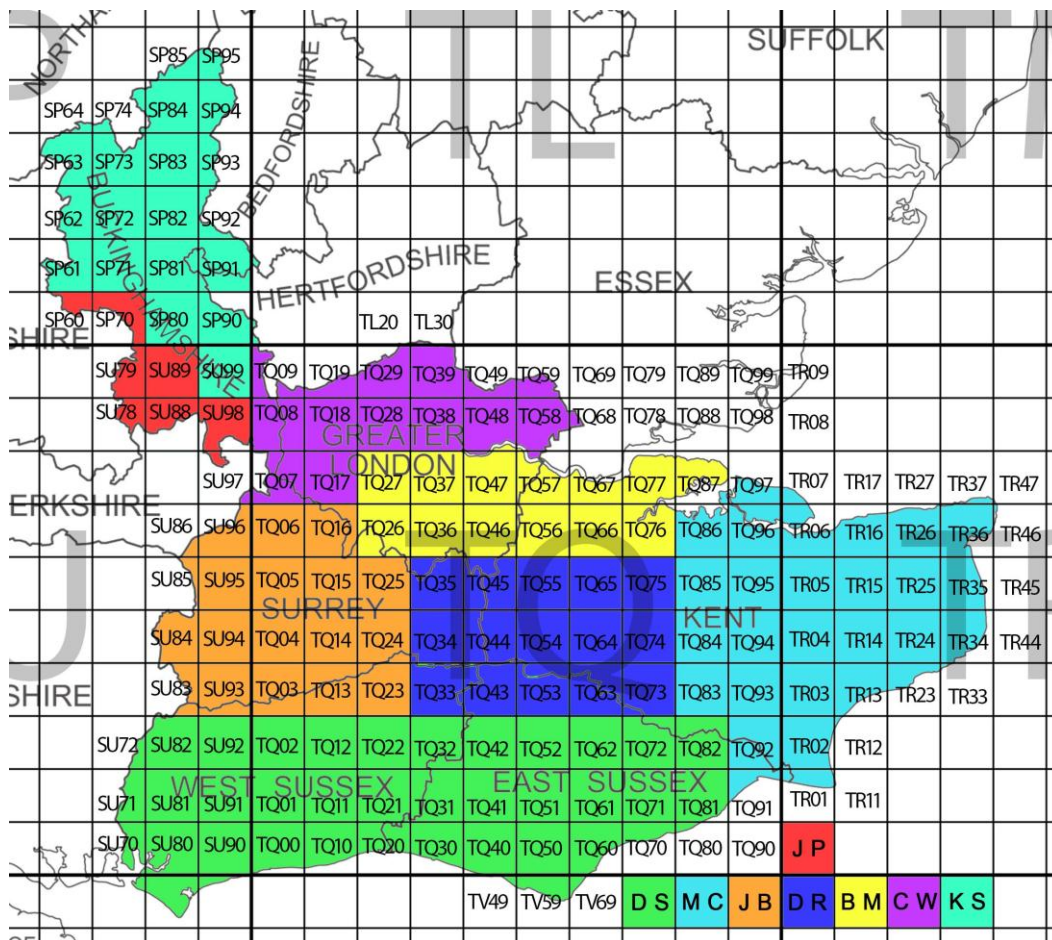 NORTHA
SUFFOLK
TL
SP85 SP95
SP64 SP74 SP84 SP94
BEDFORDSHIRE
SP63 SP73 SP83 SP93
BUCKINGHAMSHIRE
SP62 SP72 SP82 SP92
SP61 SP71 SP81 SP91
HERTFORDSHIRE
ESSEX
SP60 SP70 SP80 SP90 TL20 TL30
SHIRE
SU79 SU89 SU99 TQ09 TQ19 TQ29 TQ39 TQ49 TQ59 TQ69 TQ79 TQ89 TQ99 TR09
SU78 SU88 SU98 TQ08 TQ18 TQ28 TQ38 TQ48 TQ58 TQ68 TQ78 TQ88 TQ98 TR08
GREATER
LONDON
SU97 TQ07 TQ17 TQ27 TQ37 TQ47 TQ57 TQ67 TQ77 TQ87 TQ97 TR07 TR17 TR27 TR37 TR47
ERKSHIRE
SU86 SU96 TQ06 TQ16 TQ26 TQ36 TQ46 TQ56 TQ66 TQ76 TQ86 TQ96 TR06 TR16 TR26 TR36 TR46
TQ
SU85 SU95 TQ05 TQ15 TQ25 TQ35 TQ45 TQ55 TQ65 TQ75 TQ85 TQ95 TR05 TR15 TR25 TR35 TR45
SURREY
KENT
SU84 SU94 TQ04 TQ14 TQ24 TQ34 TQ44 TQ54 TQ64 TQ74 TQ84 TQ94 TR04 TR14 TR24 TR34 TR44
SHIRE
SU83 SU93 TQ03 TQ13 TQ23 TQ33 TQ43 TQ53 TQ63 TQ73 TQ83 TQ93 TR03 TR13 TR23 TR33
SU72 SU82 SU92 TQ02 TQ12 TQ22 TQ32 TQ42 TQ52 TQ62 TQ72 TQ82 TQ92 TR02 TR12
WEST SUSSEX
EAST SUSSEX
SU71 SU81 SU91 TQ01 TQ11 TQ21 TQ31 TQ41 TQ51 TQ61 TQ71 TQ81 TQ91 TR01 TR11
SU70 SU80 SU90 TQ00 TQ10 TQ20 TQ30 TQ40 TQ50 TQ60 TQ70 TQ80 TQ90 J P
TV49 TV59 TV69 D S M C J B D R B M C W K S